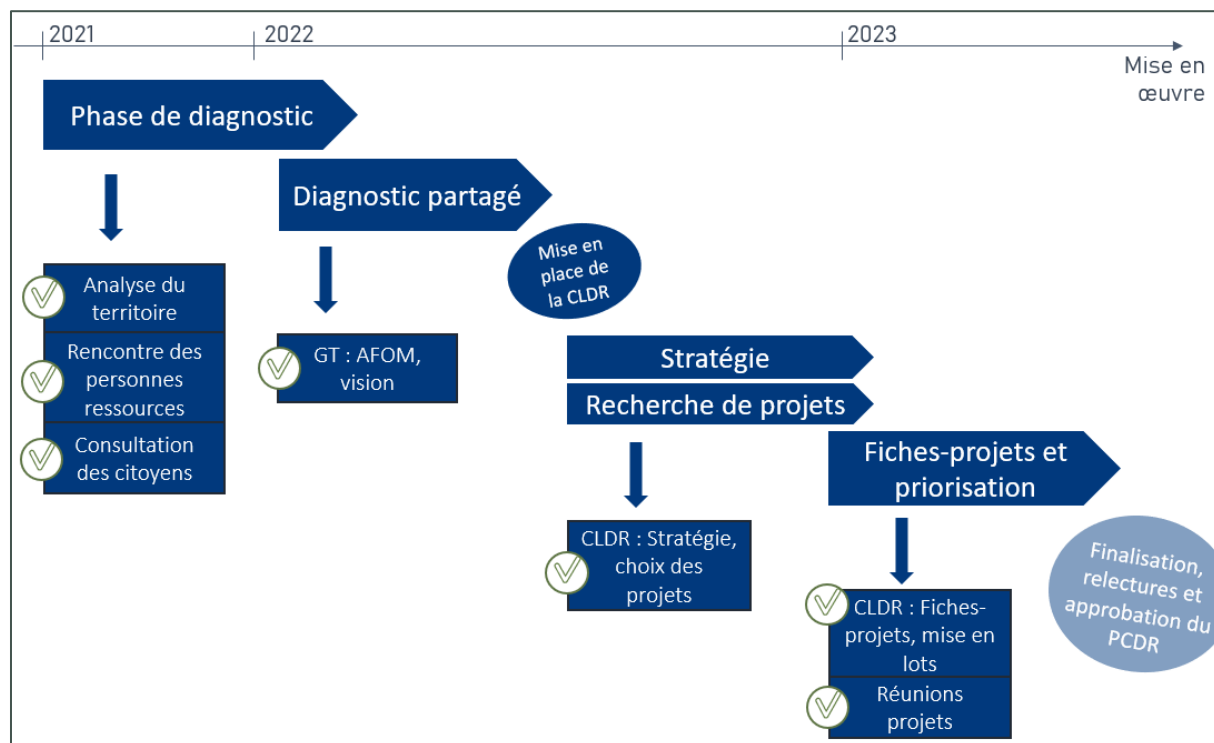 2021
2022
2023
Mise en
œuvre
Phase de diagnostic
Diagnostic partagé
Mise en
place de
la CLDR
Analyse du
territoire
Rencontre des
personnes
ressources
Consultation
des citoyens
GT : AFOM,
vision
Stratégie
Recherche de projets
Fiches-projets et
priorisation
CLDR : Stratégie,
choix des
projets
Finalisation,
relectures et
approbation du
PCDR
CLDR : Fiches-
projets, mise en
lots
Réunions
projets